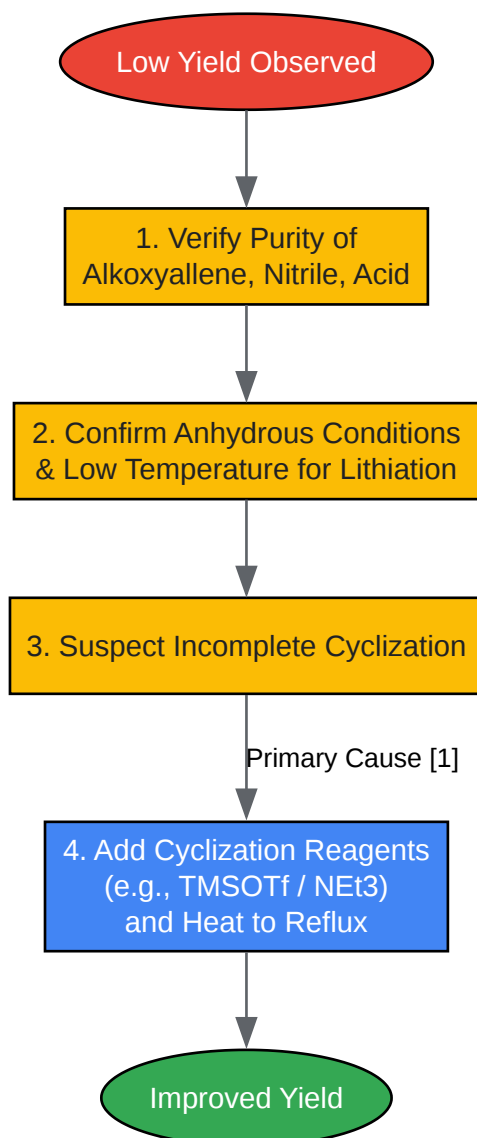 Low Yield Observed
1. Verify Purity of
Alkoxyallene, Nitrile, Acid
2. Confirm Anhydrous Conditions
& Low Temperature for Lithiation
3. Suspect Incomplete Cyclization
Primary Cause [1]
4. Add Cyclization Reagents
(e.g., TMSOTf / NEt3)
and Heat to Reflux
Improved Yield